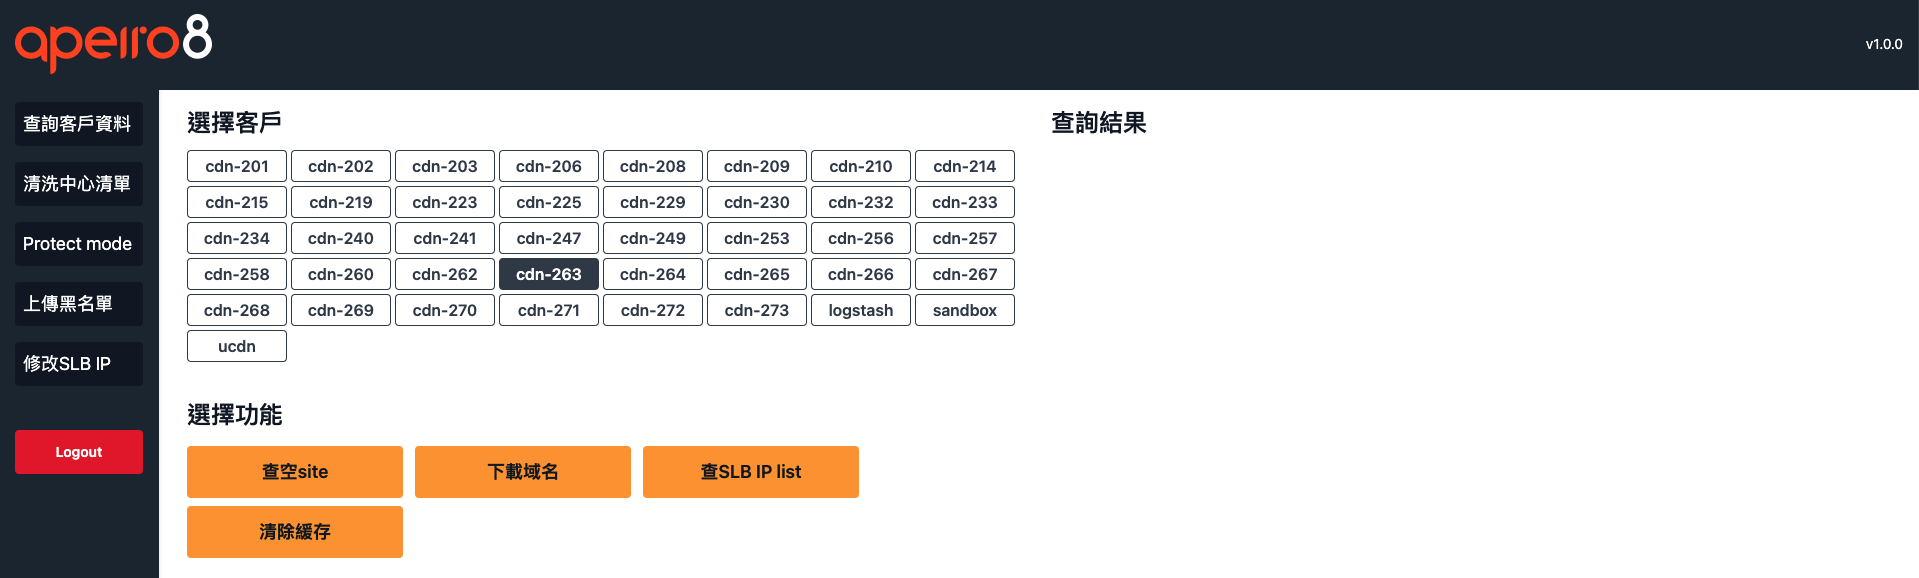 apeiro8
v1.0.0
查詢客戶資料
清洗中心清單
Protect mode
上傳黑名單
修改SLB IP
Logout
選擇客戶
cdn-201 cdn-202 cdn-203 cdn-206 cdn-208 cdn-209 cdn-210 cdn-214
cdn-215 cdn-219 cdn-223 cdn-225 cdn-229 cdn-230 cdn-232 cdn-233
cdn-234 cdn-240 cdn-241 cdn-247 cdn-249 cdn-253 cdn-256 cdn-257
cdn-258 cdn-260 cdn-262 cdn-263 cdn-264 cdn-265 cdn-266 cdn-267
cdn-268 cdn-269 cdn-270 cdn-271 cdn-272 cdn-273 logstash sandbox
ucdn
選擇功能
查空site 下載域名 查SLB IP list
清除緩存
查詢結果